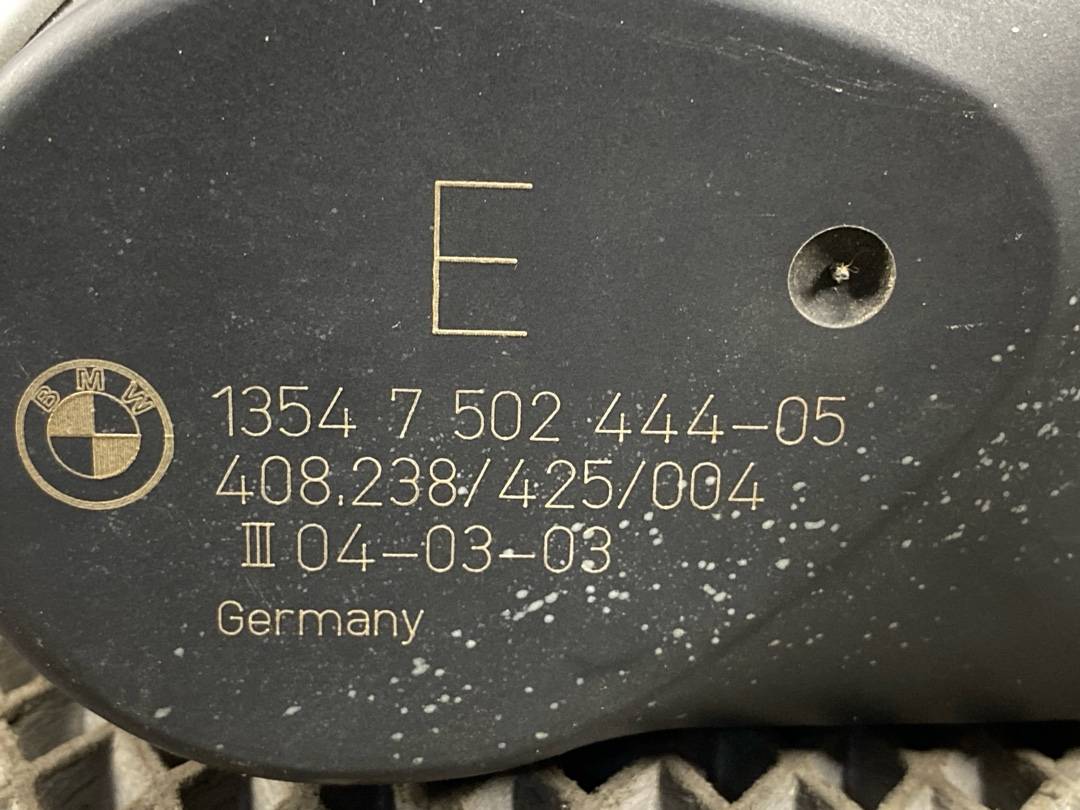 E
BMW
1354 7 502 444-05
408.238/425/004
III 04-03-03
Germany